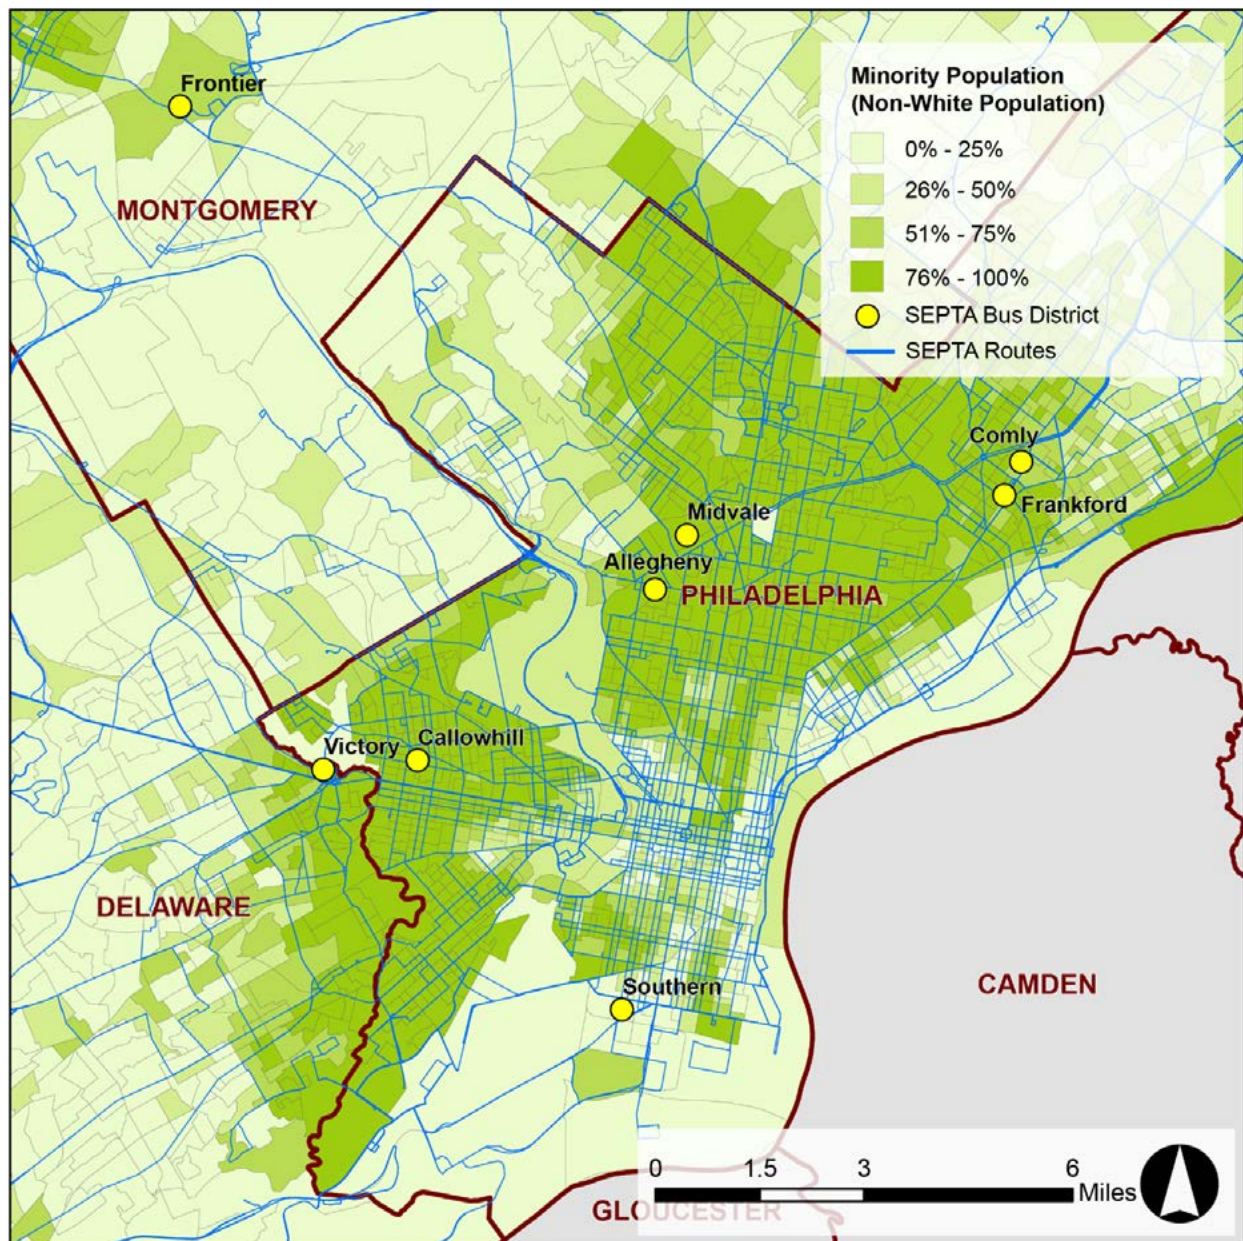 Frontier
MONTGOMERY
Minority Population
(Non-White Population)
0% - 25%
26% - 50%
51% - 75%
76% - 100%
SEPTA Bus District
SEPTA Routes
Comly
Frankford
Midvale
Allegheny
PHILADELPHIA
Victory
Callowhill
DELAWARE
Southern
CAMDEN
0 1.5 3 6
Miles
GLOUCESTER